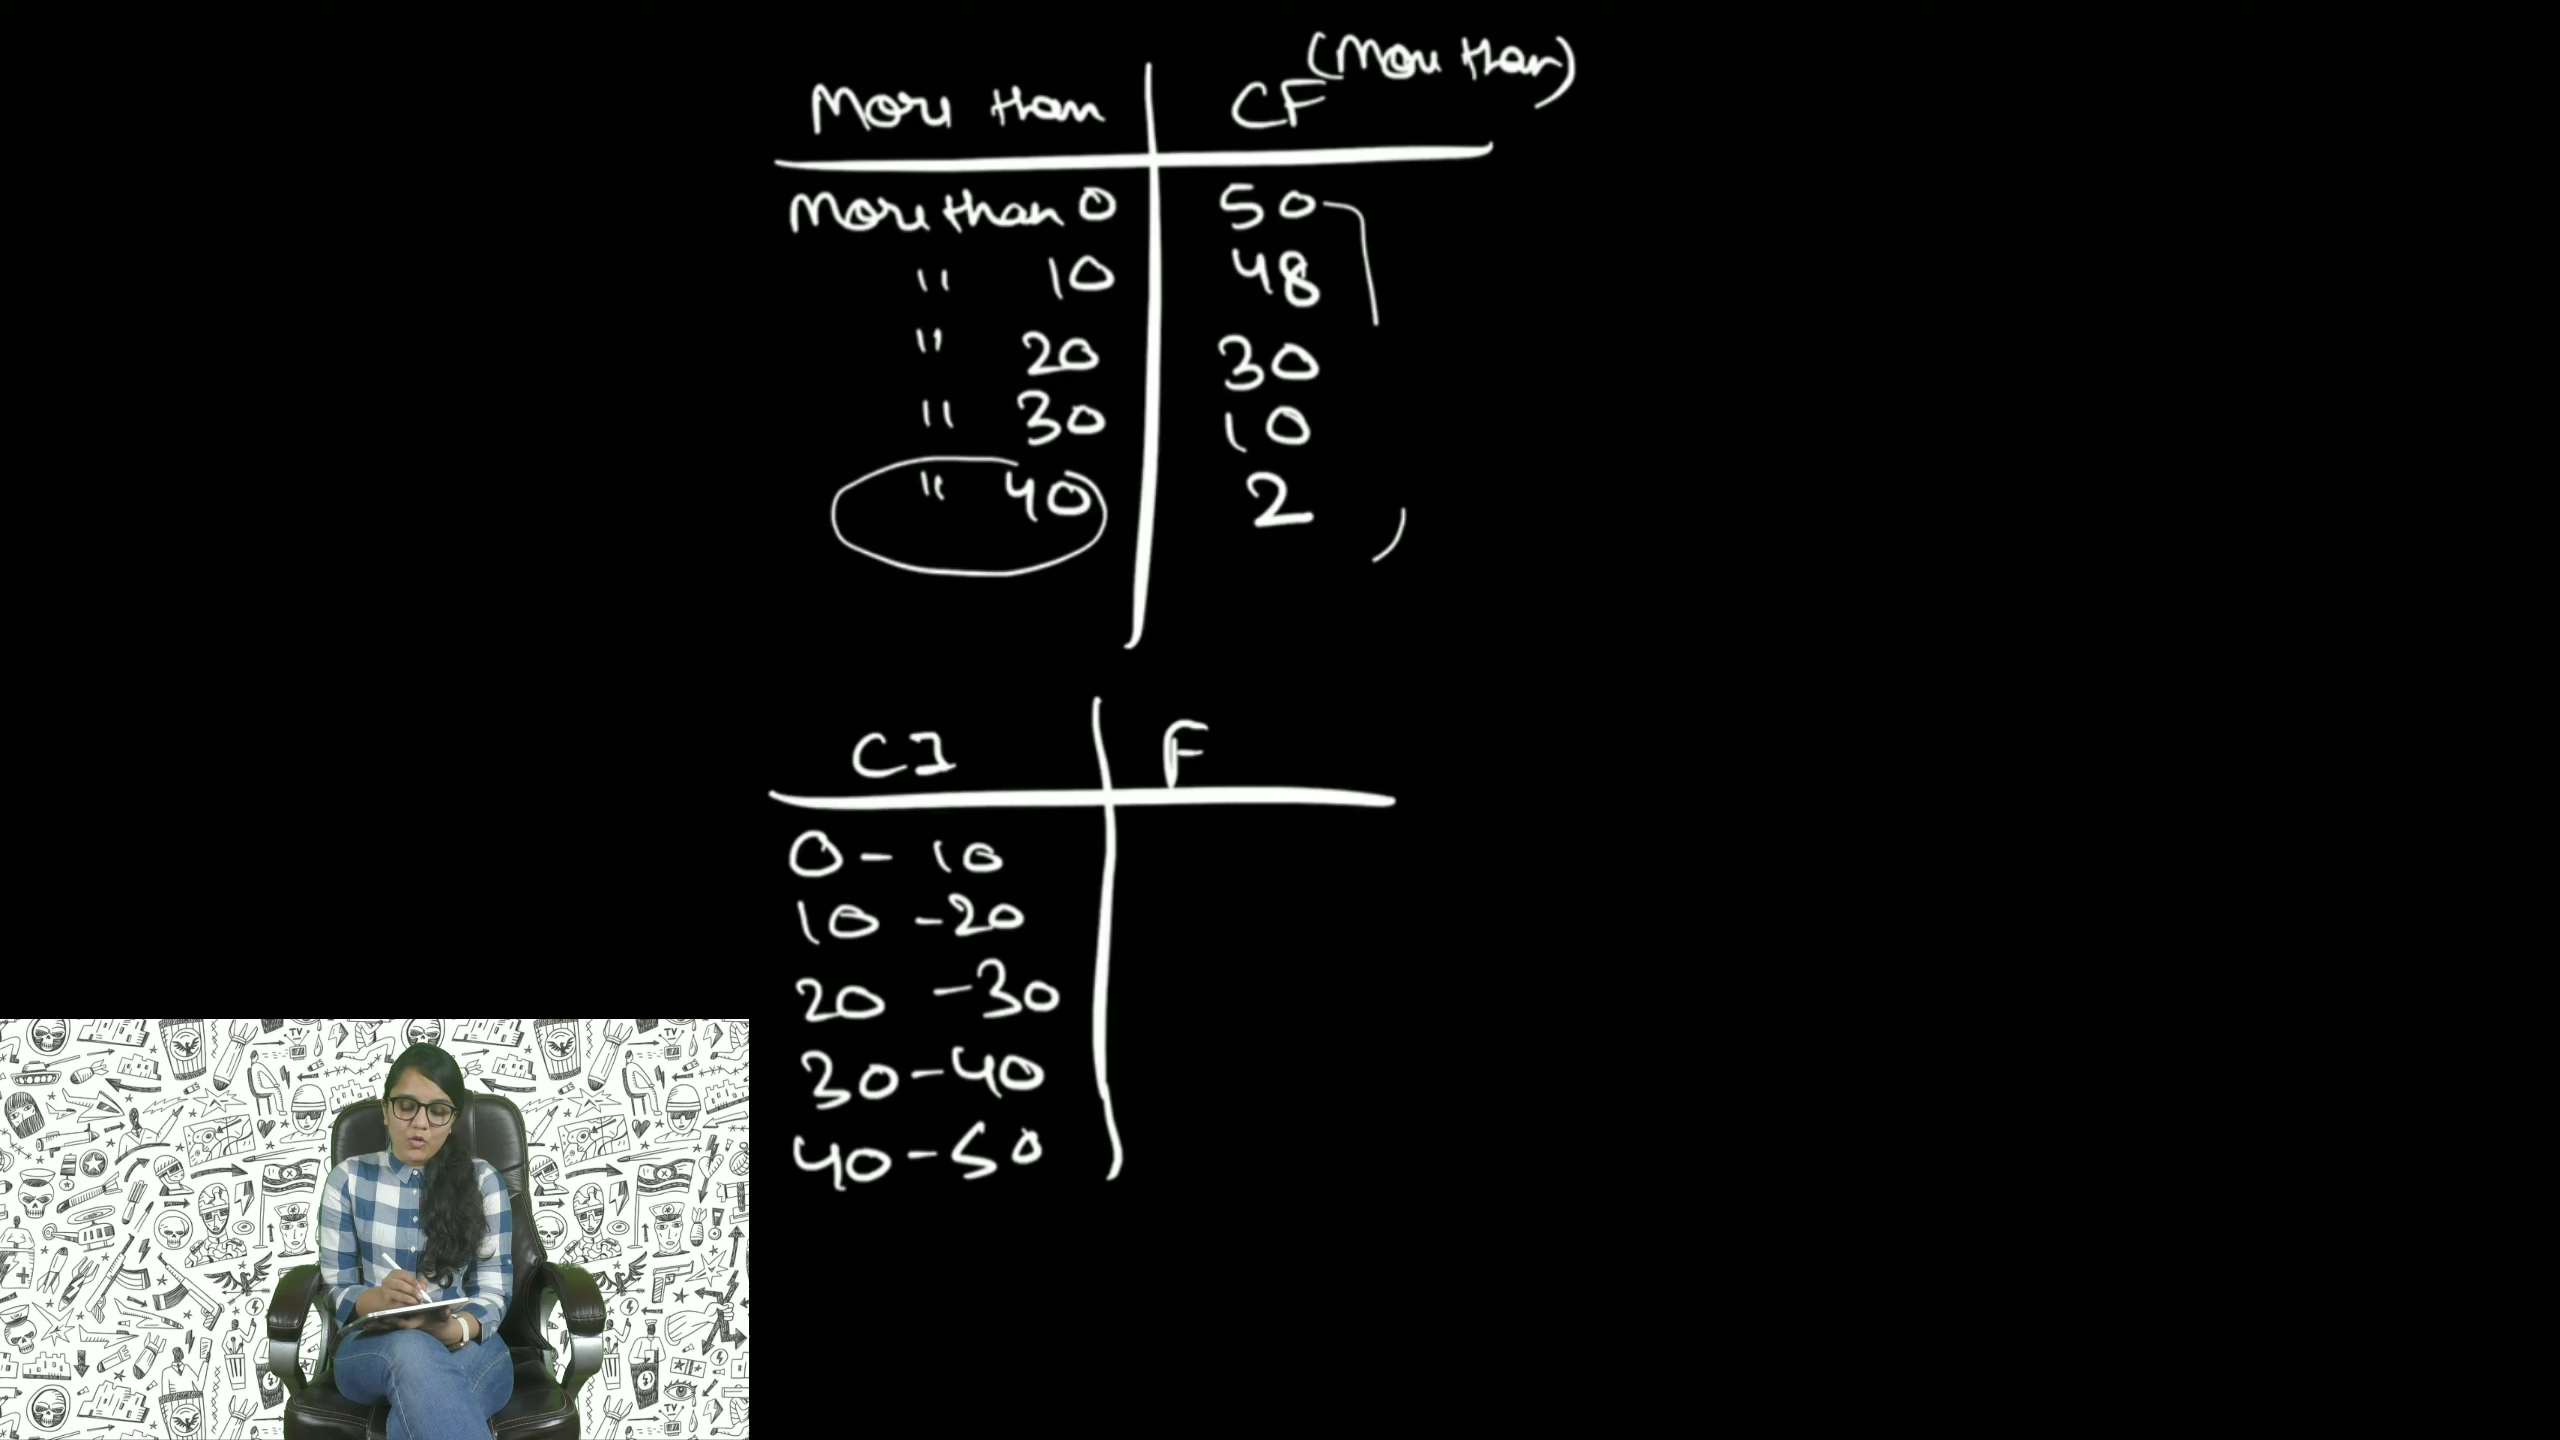 (More than)
More than CF
More than 0 50
" 10 48
" 20 30
" 30 10
" 40 2
CI F
0 - 10
10 - 20
20 - 30
30 - 40
40 - 50